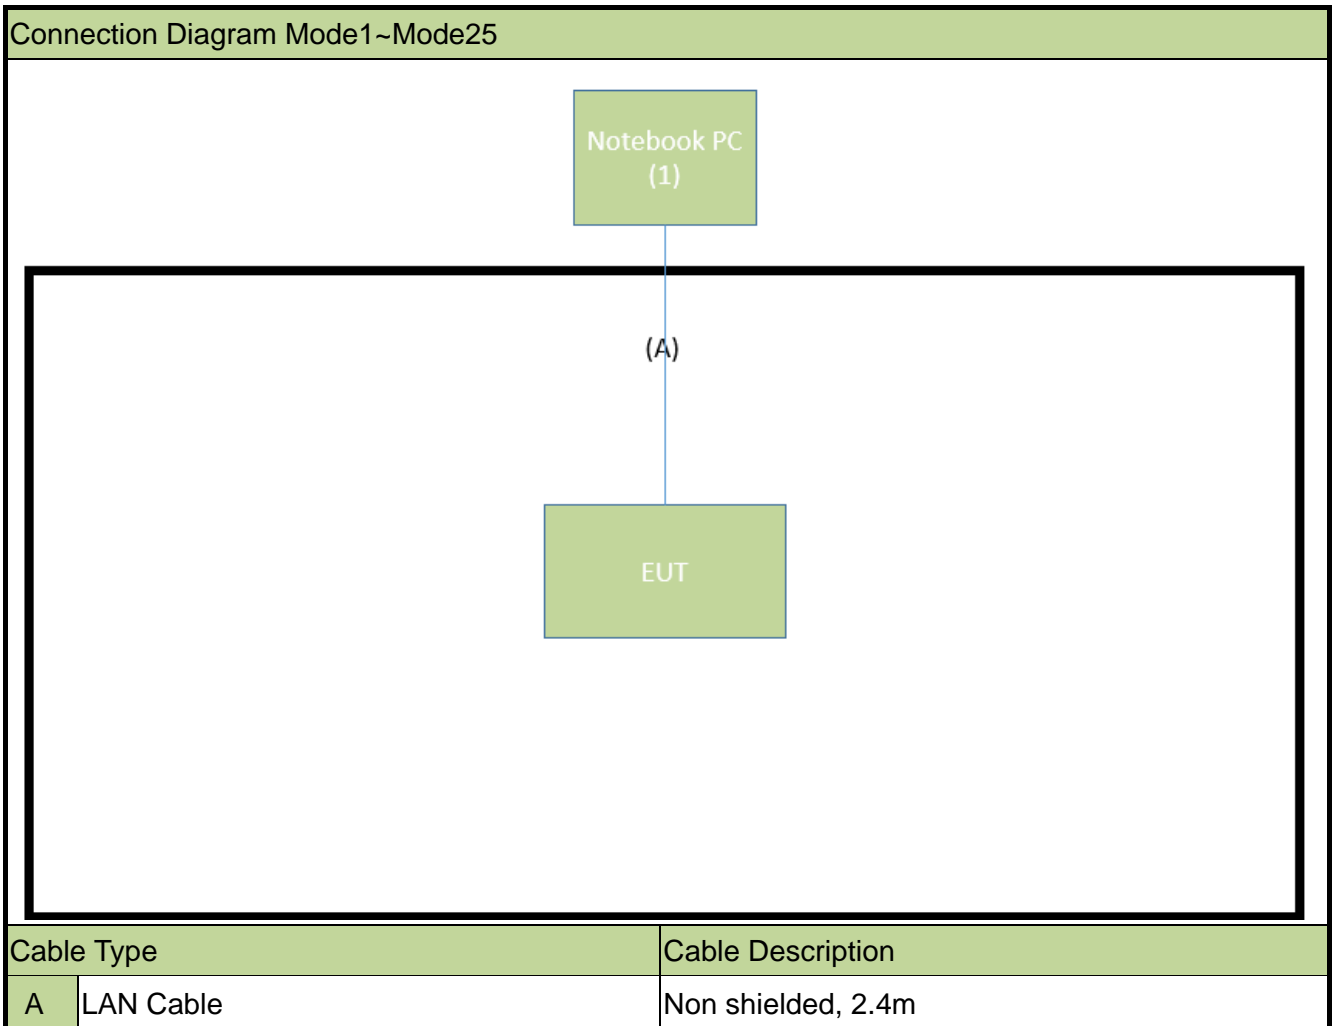 Connection Diagram Mode1~Mode25
Notebook PC
(1)
(A)
EUT
Cable Type Cable Description
A LAN Cable Non shielded, 2.4m